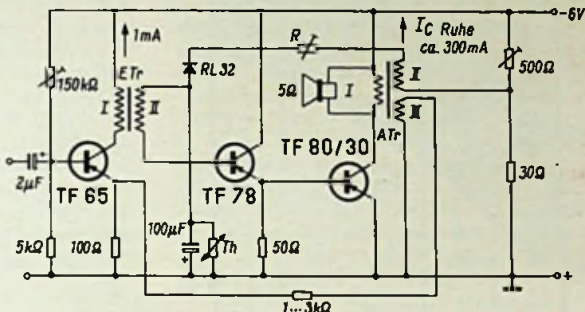 -6V
1mA
I_C Ruhe
ca. 300mA
R
500Ω
150kΩ
ETr
I
II
RL32
5Ω
I
II
III
ATr
2µF
+
TF 65
TF 78
TF 80/30
30Ω
5kΩ
100Ω
100µF
+
Th
50Ω
+
1...3kΩ